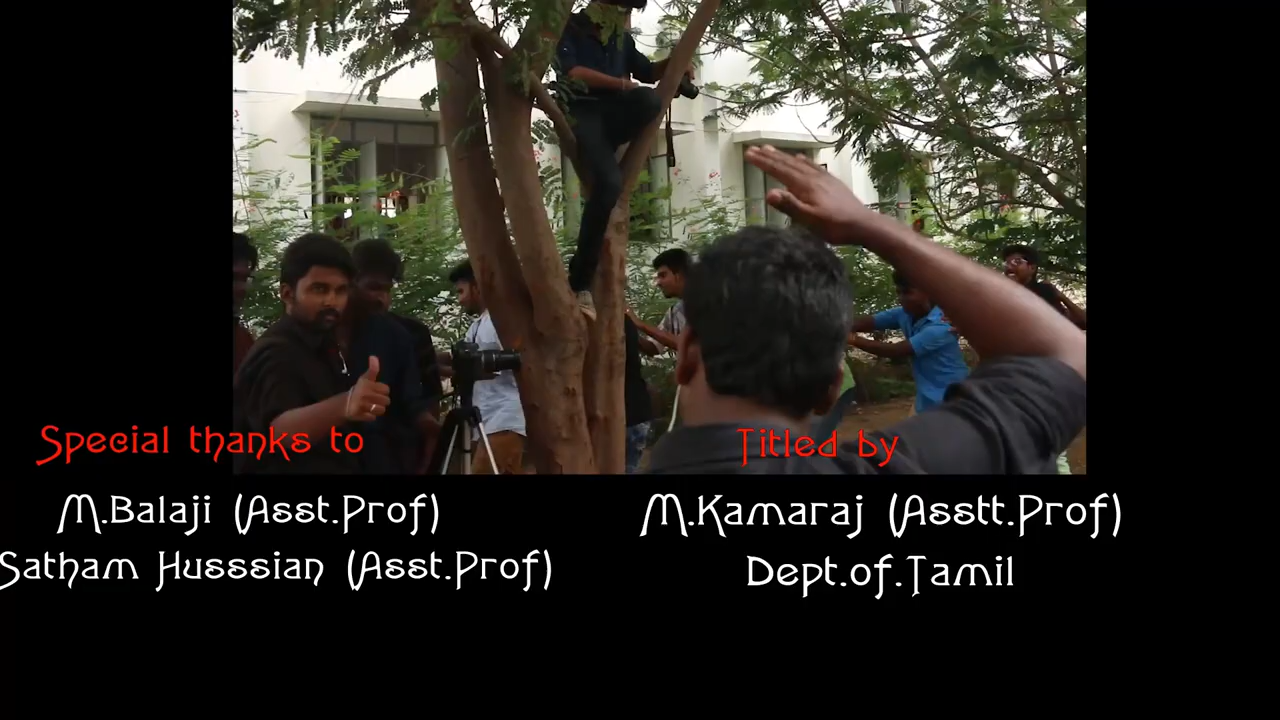 Special thanks to
M.Balaji (Asst.Prof)
Satham Husssian (Asst.Prof)
Titled by
M.Kamaraj (Asstt.Prof)
Dept.of.Tamil